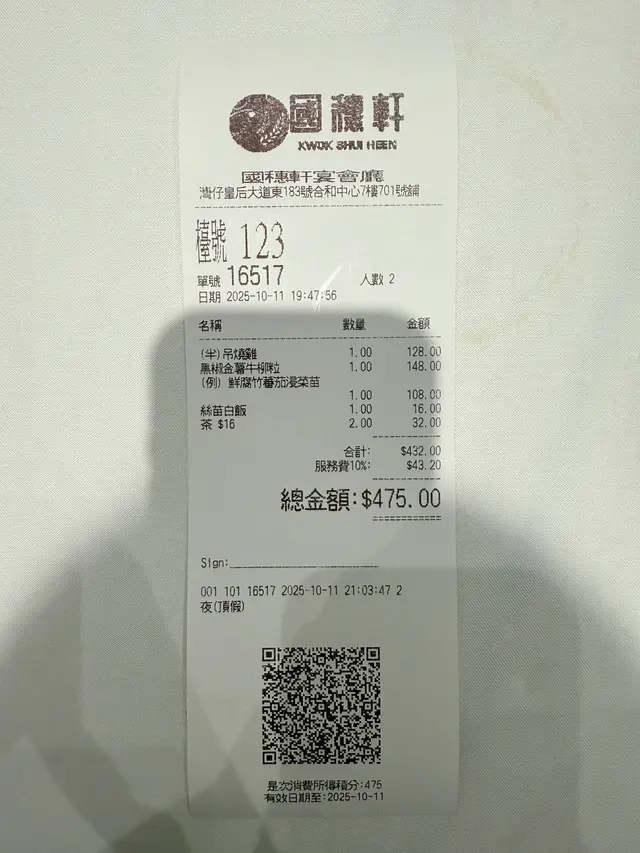 國穗軒
KWOK SHUI HEEN
國穗軒宴會廳
灣仔皇后大道東183號合和中心7樓701號舖
檯號 123
單號 16517 人數 2
日期 2025-10-11 19:47:56
名稱 數量 金額
(半)吊燒雞 1.00 128.00
黑椒金薯牛柳粒 1.00 148.00
(例) 鮮腐竹蕃茄浸菜苗
1.00 108.00
絲苗白飯 1.00 16.00
茶 $16 2.00 32.00
合計: $432.00
服務費10%: $43.20
總金額:$475.00
Sign:
001 101 16517 2025-10-11 21:03:47 2
夜(頂假)
是次消費所得積分:475
有效日期至:2025-10-11